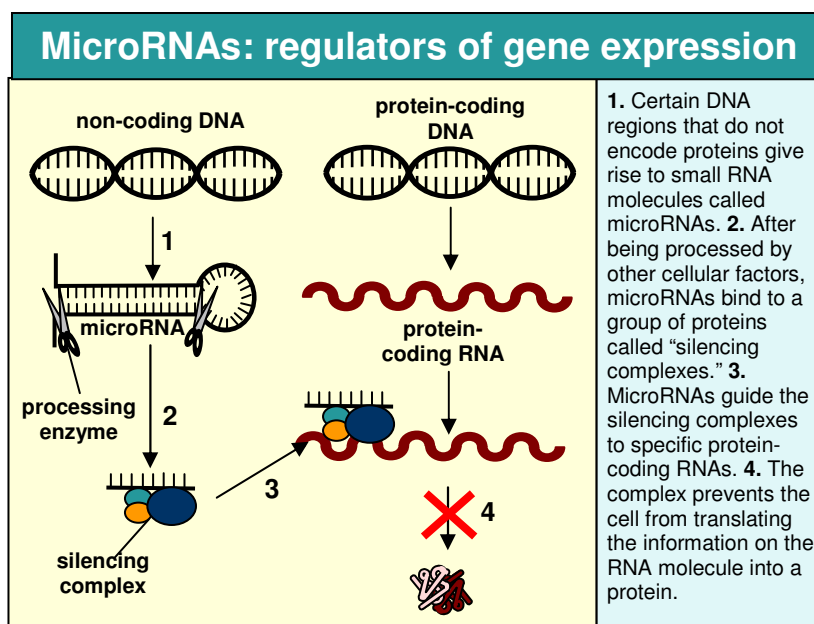 MicroRNAs: regulators of gene expression
non-coding DNA
protein-coding
DNA
1
microRNA
processing
enzyme
2
silencing
complex
3
protein-
coding RNA
4
1. Certain DNA
regions that do not
encode proteins give
rise to small RNA
molecules called
microRNAs. 2. After
being processed by
other cellular factors,
microRNAs bind to a
group of proteins
called “silencing
complexes.” 3.
MicroRNAs guide the
silencing complexes
to specific protein-
coding RNAs. 4. The
complex prevents the
cell from translating
the information on the
RNA molecule into a
protein.